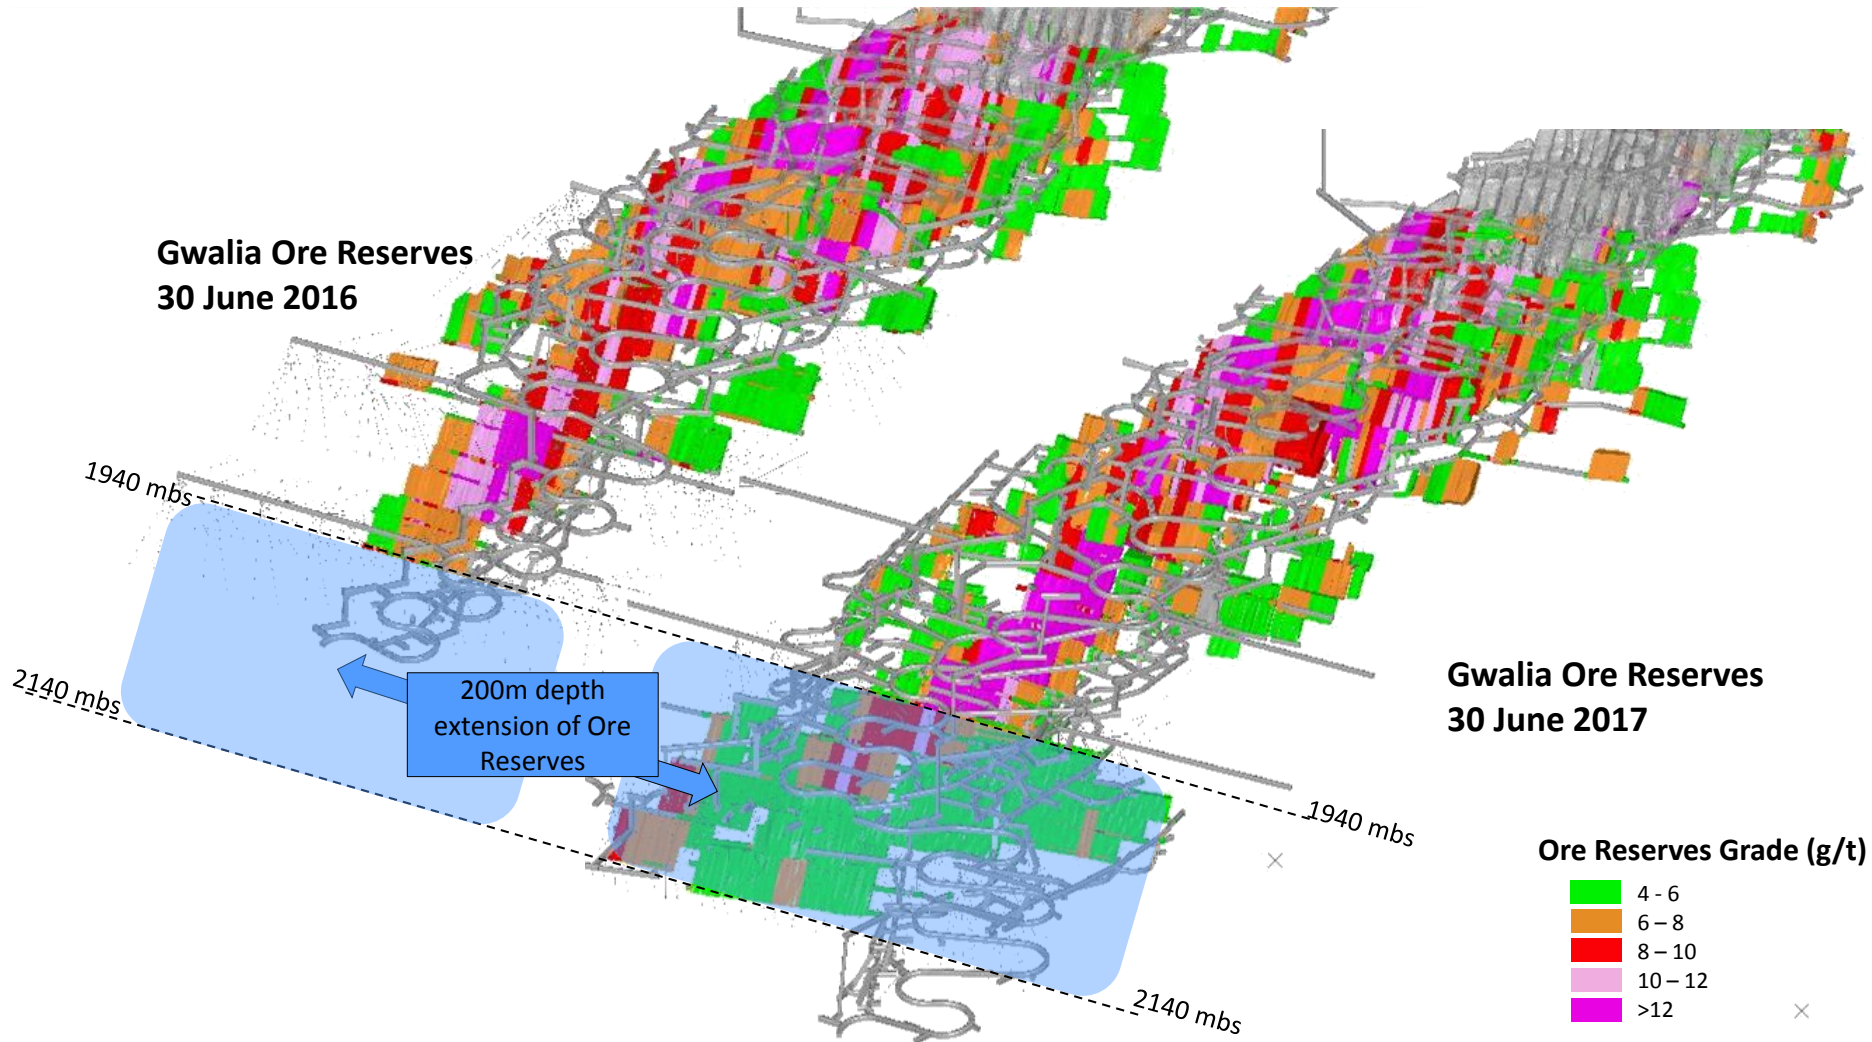 Gwalia Ore Reserves
30 June 2016
1940 mbs
2140 mbs
200m depth
extension of Ore
Reserves
Gwalia Ore Reserves
30 June 2017
1940 mbs
2140 mbs
Ore Reserves Grade (g/t)
4 - 6
6 – 8
8 – 10
10 – 12
>12